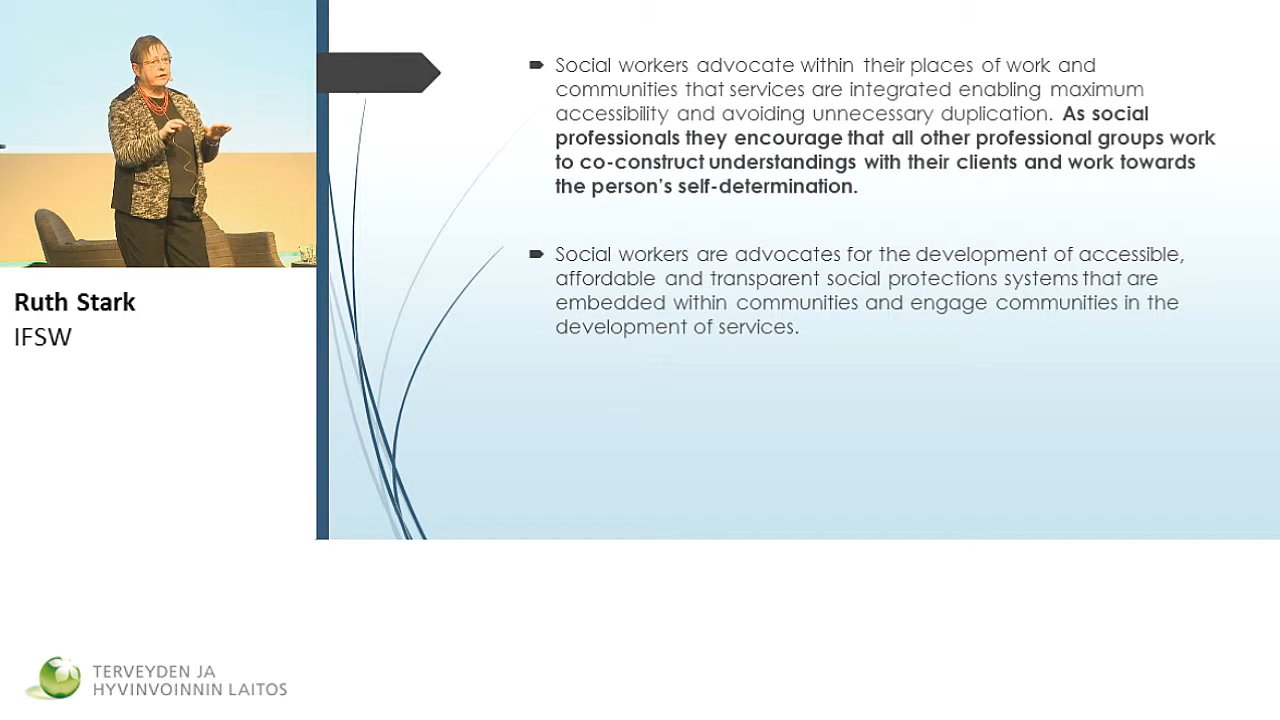 Social workers advocate within their places of work and
communities that services are integrated enabling maximum
accessibility and avoiding unnecessary duplication. As social
professionals they encourage that all other professional groups work
to co-construct understandings with their clients and work towards
the person's self-determination.
Social workers are advocates for the development of accessible,
affordable and transparent social protections systems that are
embedded within communities and engage communities in the
development of services.
Ruth Stark
IFSW
TERVEYDEN JA
HYVINVOINNIN LAITOS